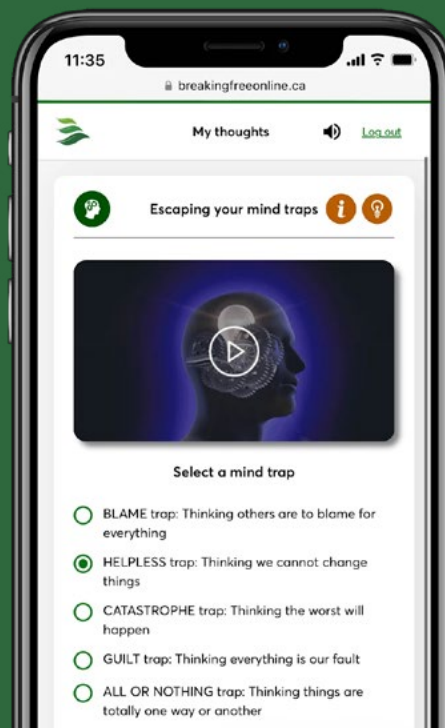 11:35
breakingfreeonline.ca
My thoughts
Log out
Escaping your mind traps
i
Select a mind trap
BLAME trap: Thinking others are to blame for
everything
HELPLESS trap: Thinking we cannot change
things
CATASTROPHE trap: Thinking the worst will
happen
GUILT trap: Thinking everything is our fault
ALL OR NOTHING trap: Thinking things are
totally one way or another